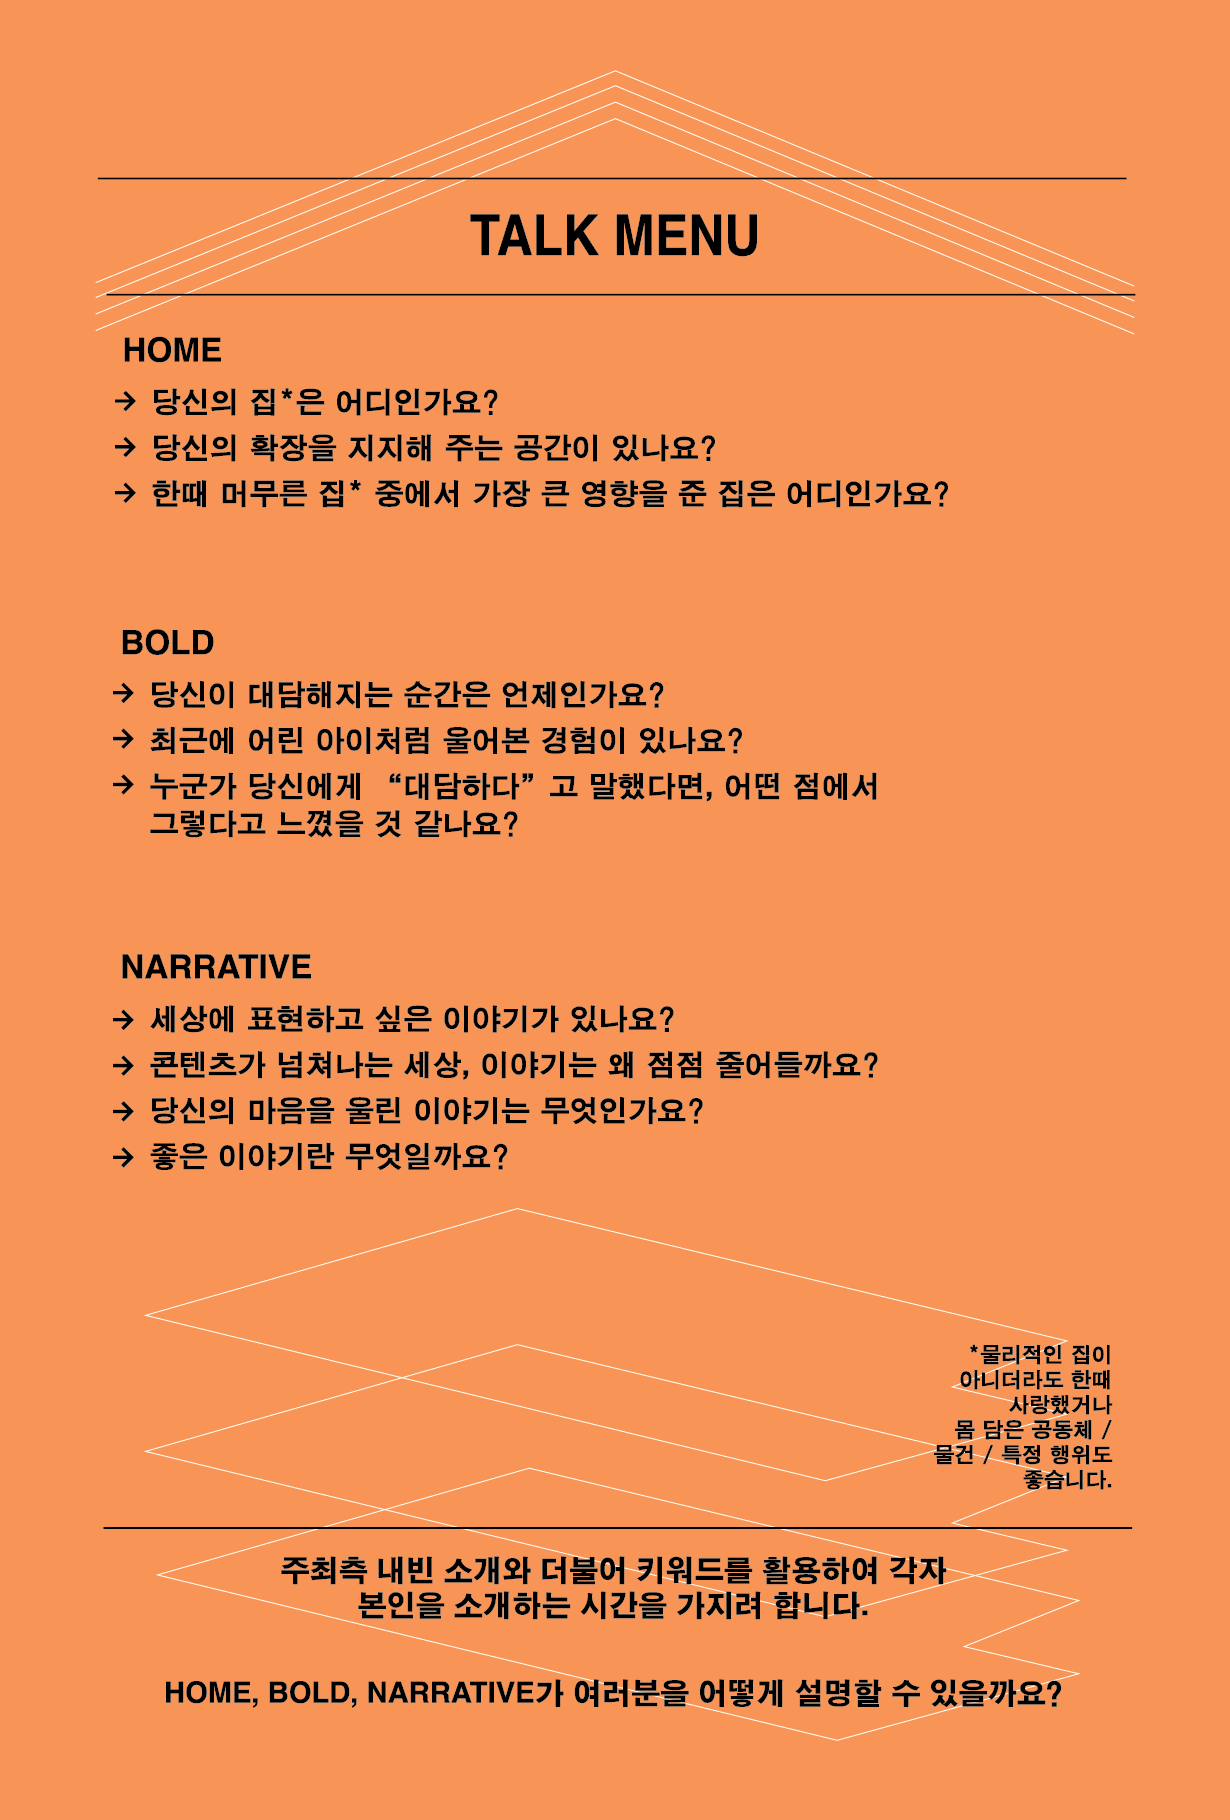 TALK MENU
HOME
→ 당신의 집*은 어디인가요?
→ 당신의 확장을 지지해 주는 공간이 있나요?
→ 한때 머무른 집* 중에서 가장 큰 영향을 준 집은 어디인가요?
BOLD
→ 당신이 대담해지는 순간은 언제인가요?
→ 최근에 어린 아이처럼 울어본 경험이 있나요?
→ 누군가 당신에게 “대담하다”고 말했다면, 어떤 점에서
그렇다고 느꼈을 것 같나요?
NARRATIVE
→ 세상에 표현하고 싶은 이야기가 있나요?
→ 콘텐츠가 넘쳐나는 세상, 이야기는 왜 점점 줄어들까요?
→ 당신의 마음을 울린 이야기는 무엇인가요?
→ 좋은 이야기란 무엇일까요?
*물리적인 집이
아니더라도 한때
사랑했거나
몸 담은 공동체 /
물건 / 특정 행위도
좋습니다.
주최측 내빈 소개와 더불어 키워드를 활용하여 각자
본인을 소개하는 시간을 가지려 합니다.
HOME, BOLD, NARRATIVE가 여러분을 어떻게 설명할 수 있을까요?